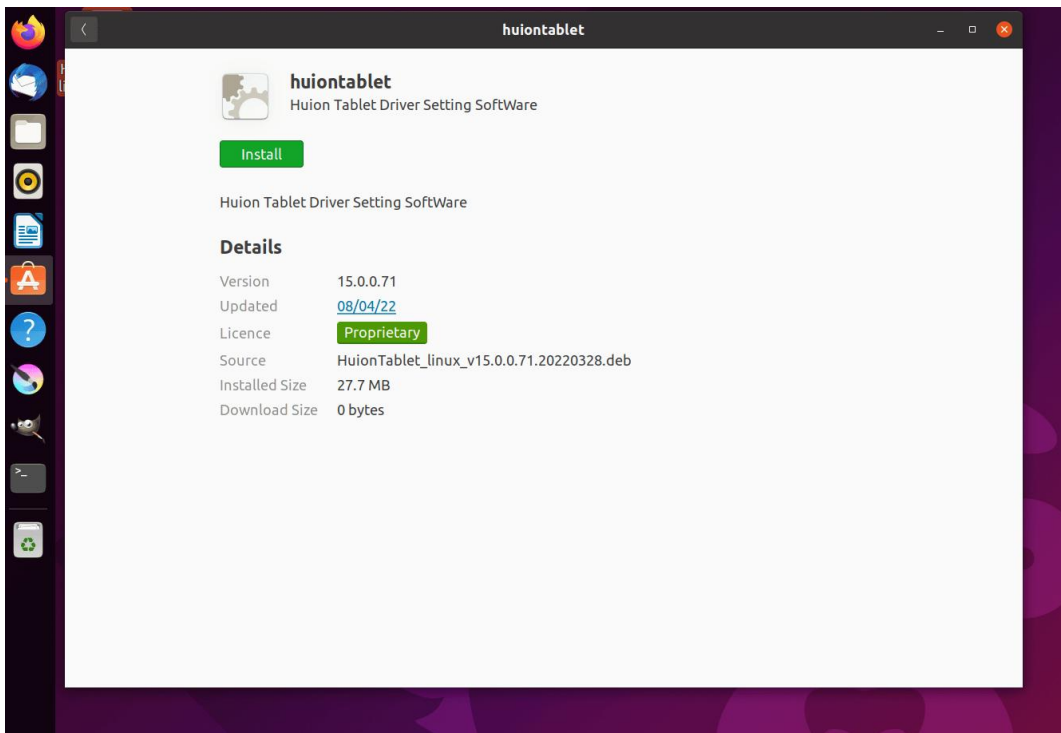 huiontablet
huiontablet
Huion Tablet Driver Setting SoftWare
Install
Huion Tablet Driver Setting SoftWare
Details
Version 15.0.0.71
Updated 08/04/22
Licence Proprietary
Source HuionTablet_linux_v15.0.0.71.20220328.deb
Installed Size 27.7 MB
Download Size 0 bytes